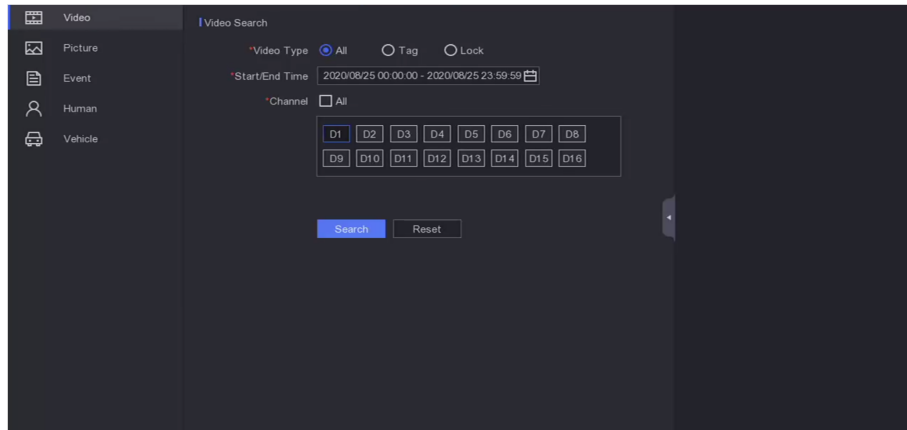 Video
Picture
Event
Human
Vehicle
Video Search
*Video Type All Tag Lock
*Start/End Time 2020/08/25 00:00:00 - 2020/08/25 23:59:59
*Channel All
D1 D2 D3 D4 D5 D6 D7 D8
D9 D10 D11 D12 D13 D14 D15 D16
Search Reset